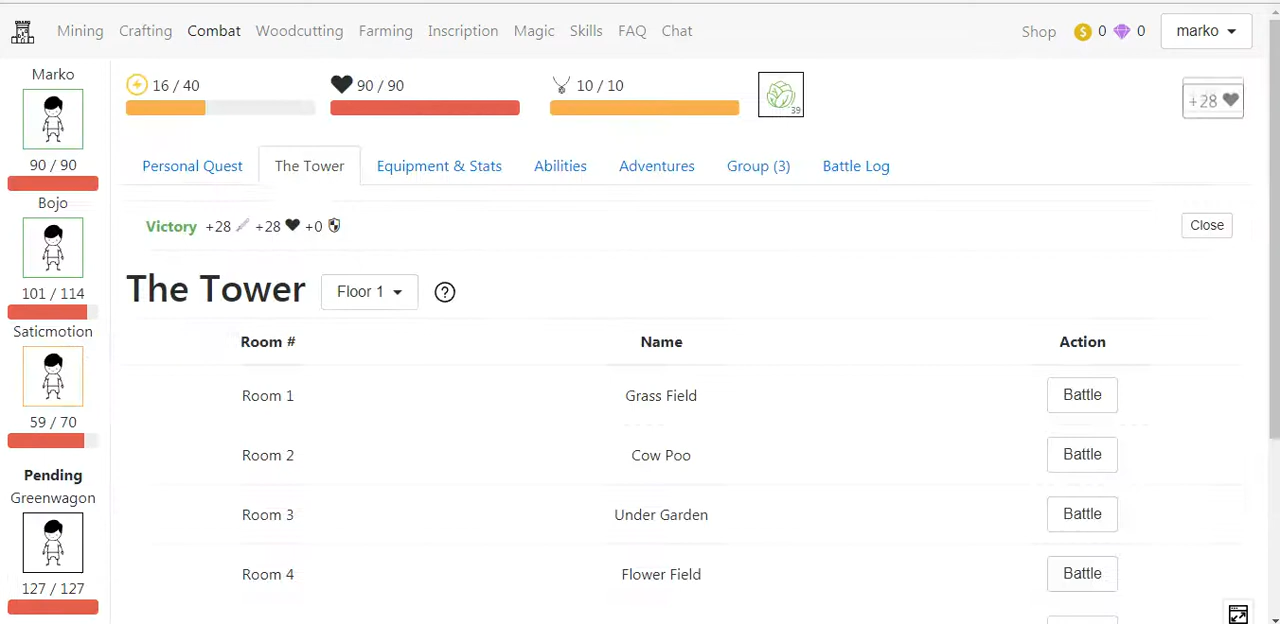 Mining Crafting Combat Woodcutting Farming Inscription Magic Skills FAQ Chat Shop $ 0 0 marko
Marko
90 / 90
Bojo
101 / 114
Saticmotion
59 / 70
Pending
Greenwagon
127 / 127
16 / 40 90 / 90 10 / 10 39 +28
Personal Quest The Tower Equipment & Stats Abilities Adventures Group (3) Battle Log
Victory +28 +28 +0 Close
The Tower Floor 1 ?
Room # Name Action
Room 1 Grass Field Battle
Room 2 Cow Poo Battle
Room 3 Under Garden Battle
Room 4 Flower Field Battle